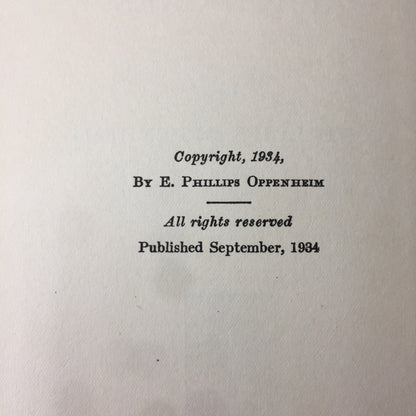 Copyright, 1934,
By E. Phillips Oppenheim
All rights reserved
Published September, 1934